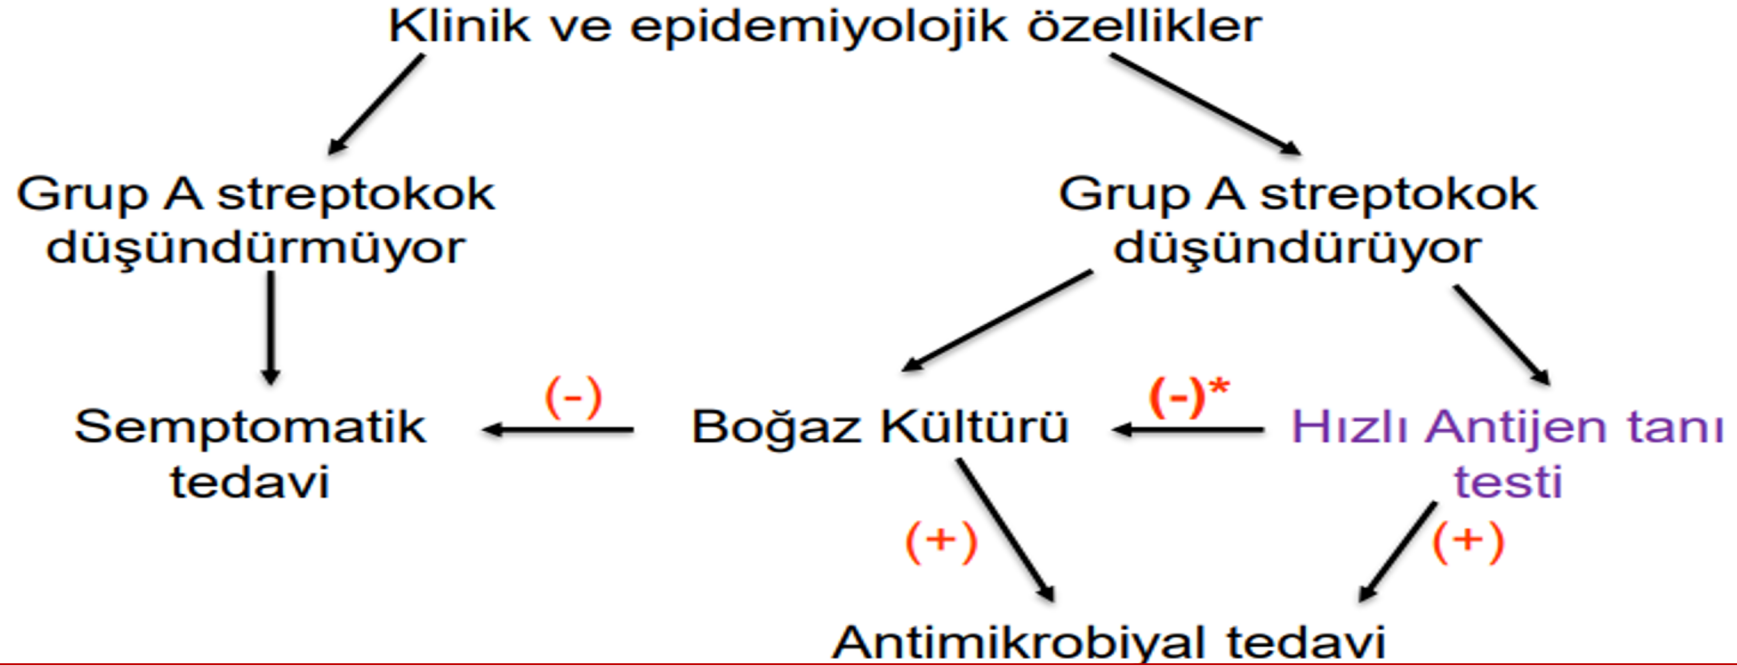 Klinik ve epidemiyolojik özellikler
Grup A streptokok
düşündürmüyor
Grup A streptokok
düşündürüyor
Semptomatik
tedavi
(-)
Boğaz Kültürü
(-)*
Hızlı Antijen tanı
testi
(+)
(+)
Antimikrobiyal tedavi